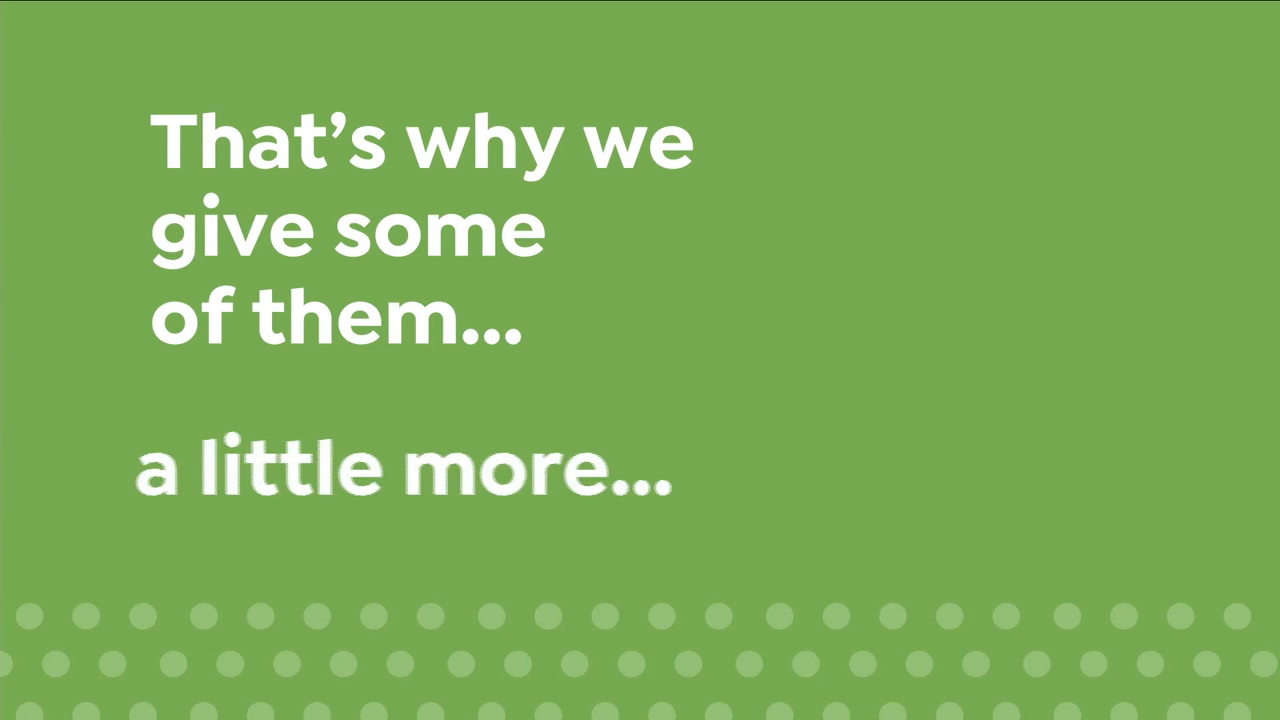 That’s why we
give some
of them...
a little more...